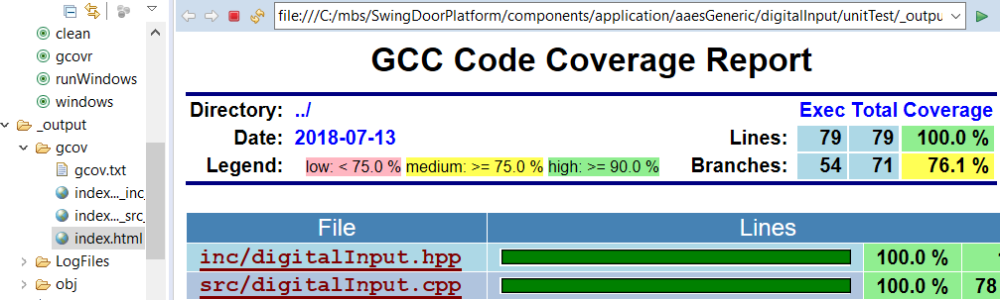 clean
gcovr
runWindows
windows
_output
gcov
gcov.txt
index..._inc_
index..._src_
index.html
LogFiles
obj
file:///C:/mbs/SwingDoorPlatform/components/application/aaesGeneric/digitalInput/unitTest/_outpu
GCC Code Coverage Report
Directory: ../
Date: 2018-07-13
Legend: low: < 75.0 % medium: >= 75.0 % high: >= 90.0 %
Exec Total Coverage
Lines: 79 79 100.0 %
Branches: 54 71 76.1 %
File Lines
inc/digitalInput.hpp 100.0 %
src/digitalInput.cpp 100.0 % 78